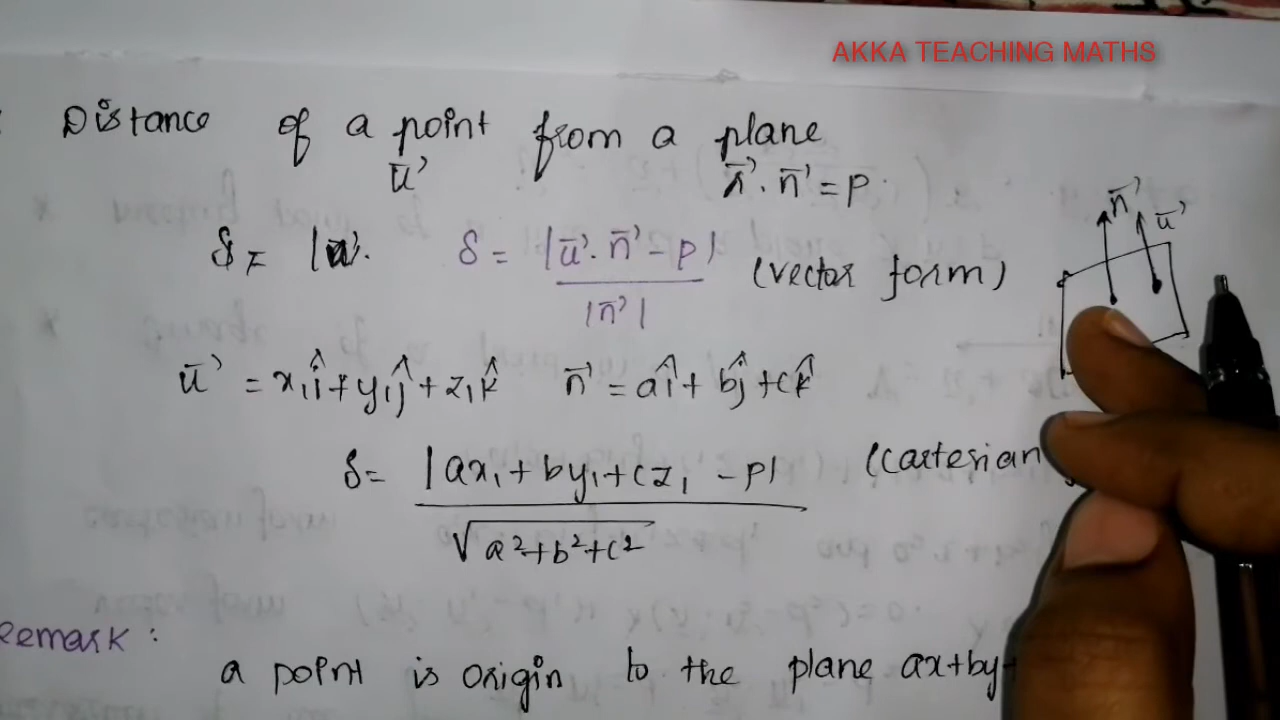 AKKA TEACHING MATHS
: Distance of a point from a plane
ū⃗ r̄⃗ . n̄⃗ = p.
n̄⃗ ū⃗
δ = |u⃗. δ = |ū⃗ . n̄⃗ - p| / |n⃗| (vector form)
ū⃗ = x₁î + y₁ĵ + z₁k̂ n̄⃗ = aî + bĵ + ck̂
δ = |ax₁ + by₁ + cz₁ - p| / √a²+b²+c² (Cartesian
Remark :
a point is origin to the plane ax+by+